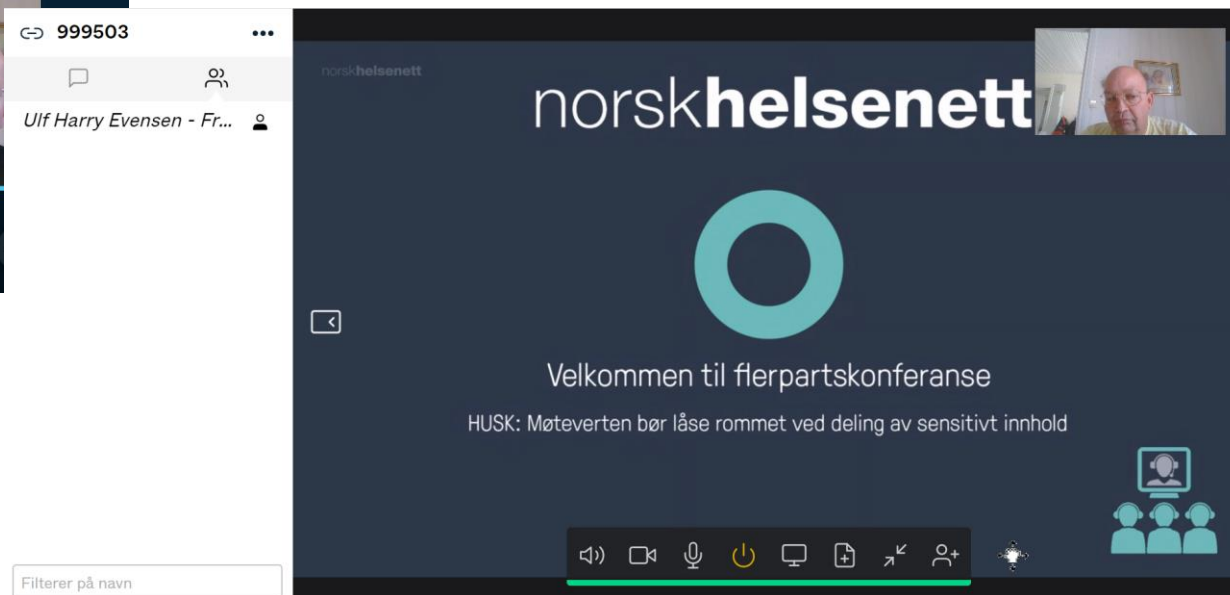 999503
Ulf Harry Evensen - Fr...
Filterer på navn
norskhelsenett
norskhelsenett
Velkommen til flerpartskonferanse
HUSK: Møteverten bør låse rommet ved deling av sensitivt innhold